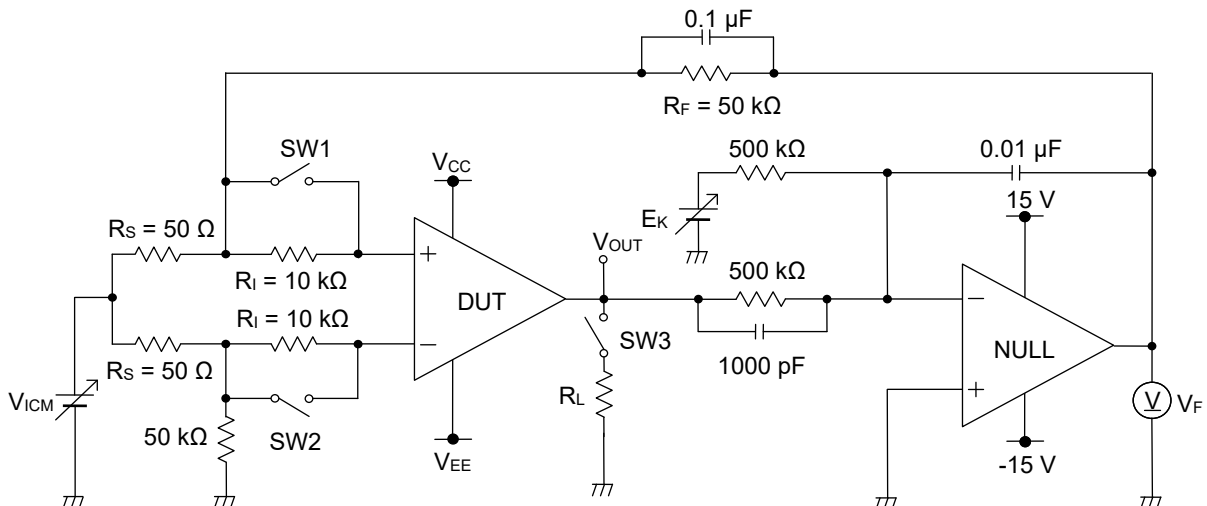 0.1 µF
RF = 50 kΩ
SW1
VCC
500 kΩ
0.01 µF
15 V
RS = 50 Ω
EK
VOUT
RI = 10 kΩ
DUT
500 kΩ
NULL
RI = 10 kΩ
SW3
1000 pF
RS = 50 Ω
VICM
RL
V
VF
50 kΩ
SW2
VEE
-15 V
+
−
−
+